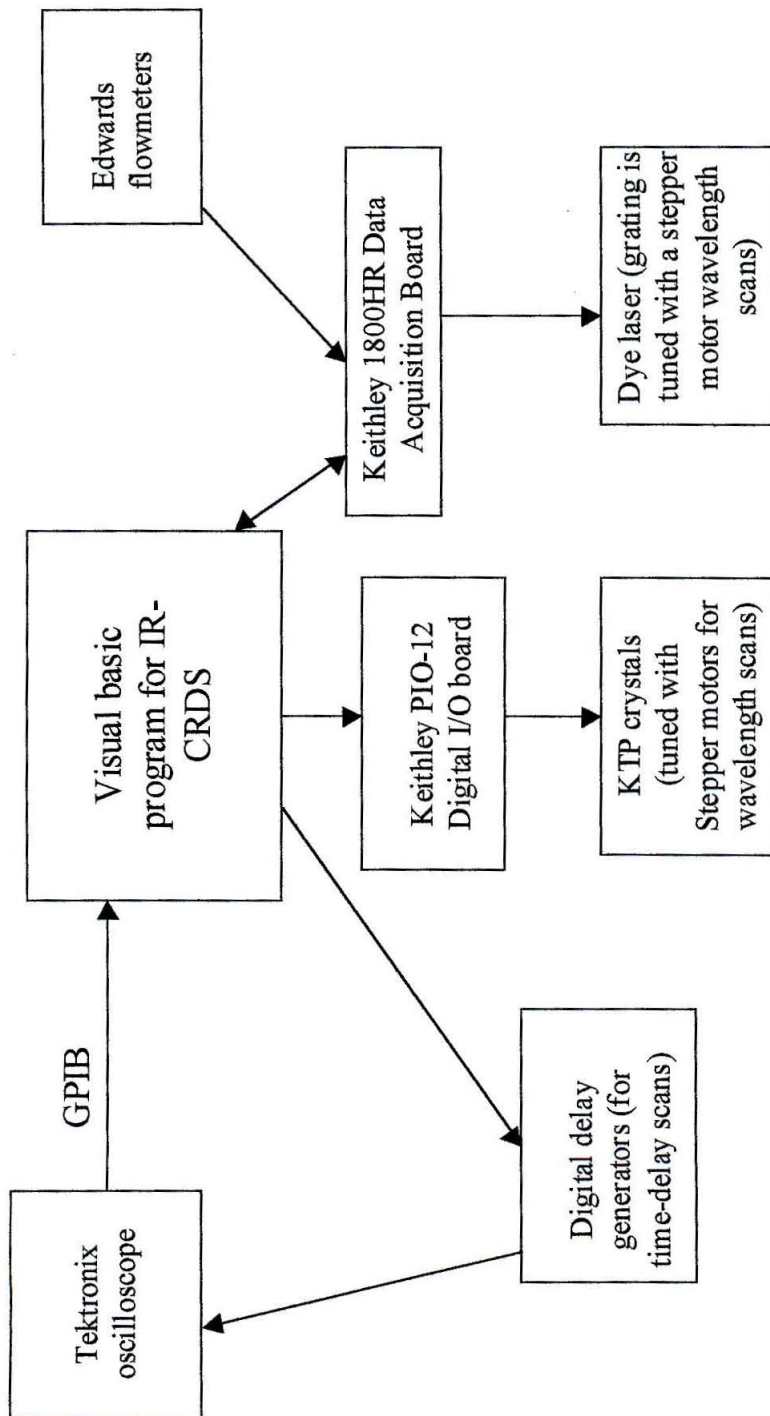 Tektronix
oscilloscope
GPIB
Visual basic
program for IR-
CRDS
Edwards
flowmeters
Digital delay
generators (for
time-delay scans)
Keithley PIO-12
Digital I/O board
Keithley 1800HR Data
Acquisition Board
KTP crystals
(tuned with
Stepper motors for
wavelength scans)
Dye laser (grating is
tuned with a stepper
motor wavelength
scans)